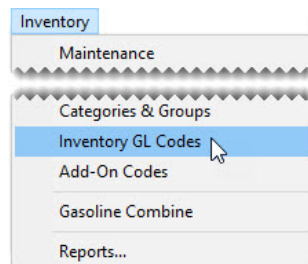 Inventory
Maintenance
Categories & Groups
Inventory GL Codes
Add-On Codes
Gasoline Combine
Reports...